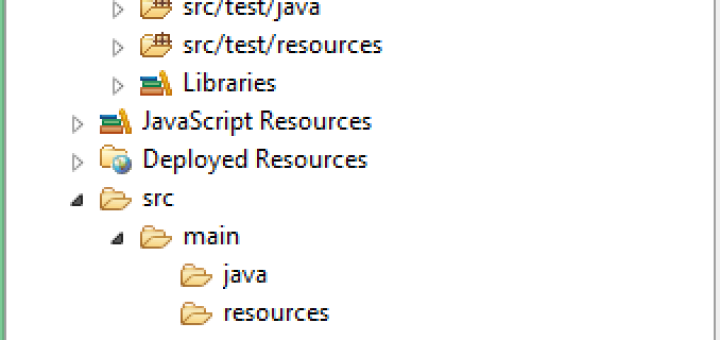 src/test/java
src/test/resources
Libraries
JavaScript Resources
Deployed Resources
src
main
java
resources